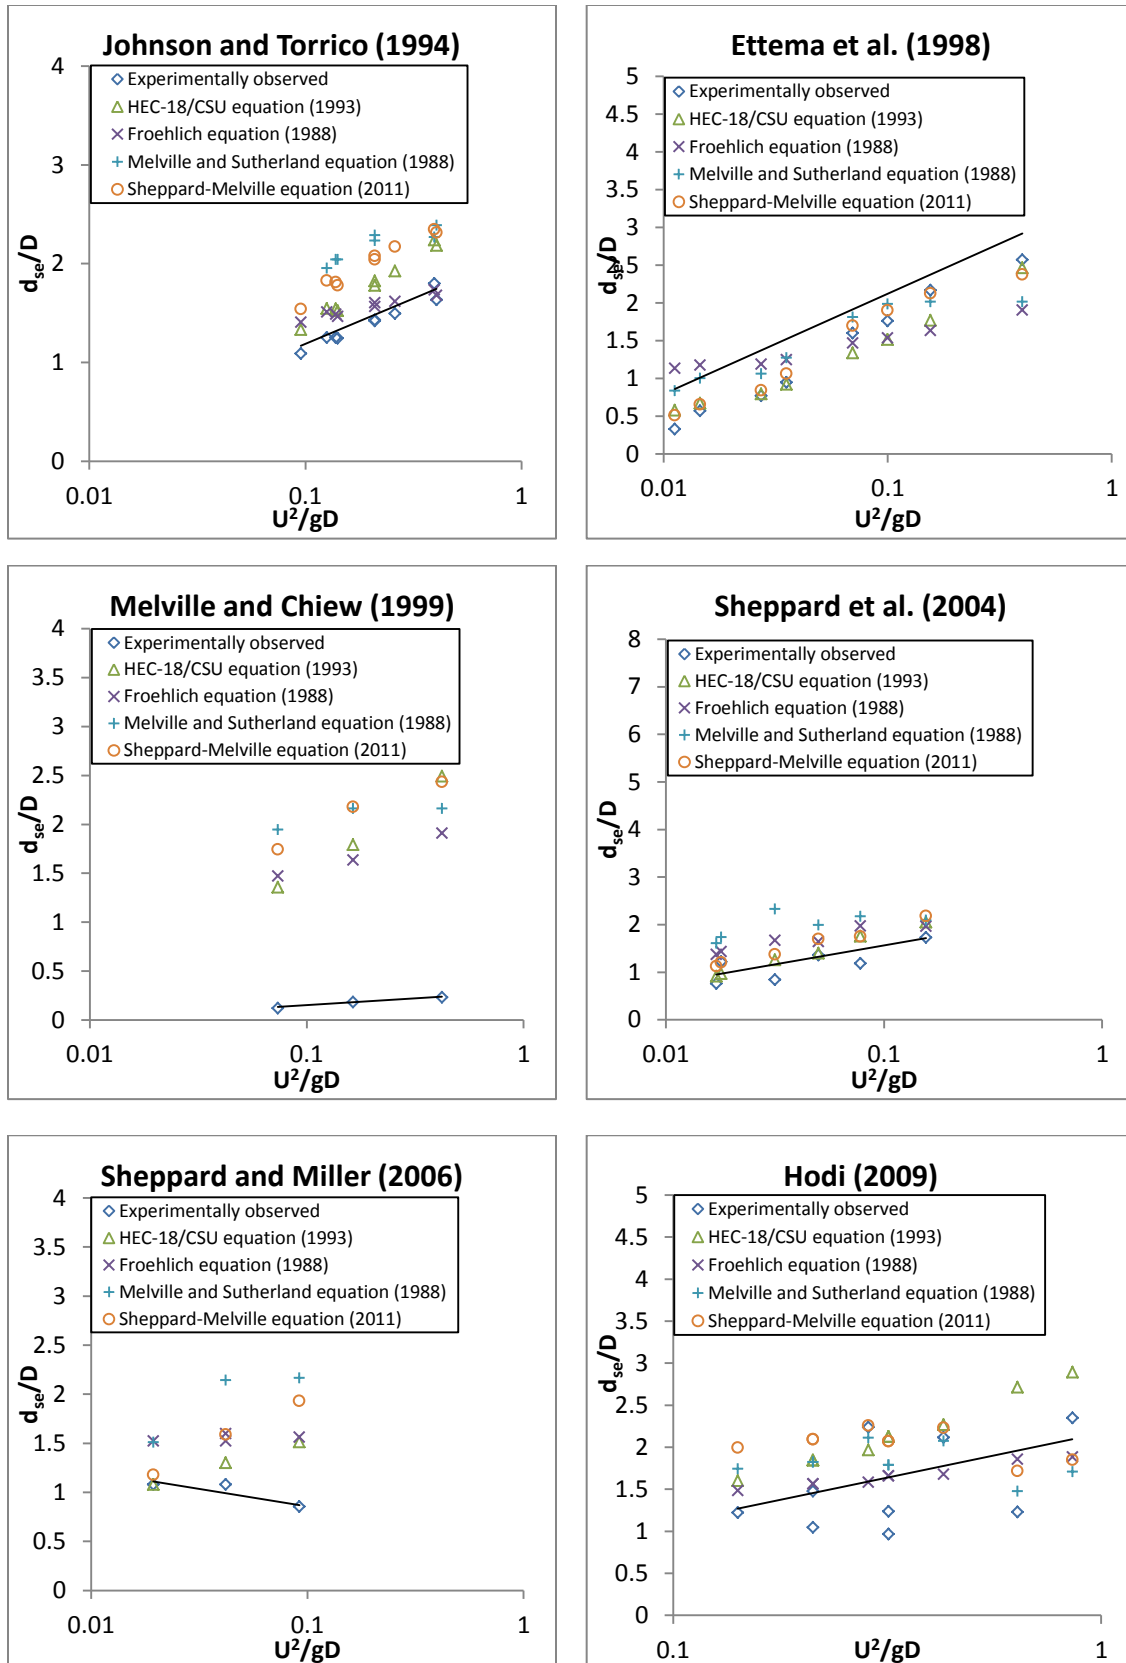 Johnson and Torrico (1994)
4
3
2
1
0
Experimentally observed
HEC-18/CSU equation (1993)
Froehlich equation (1988)
Melville and Sutherland equation (1988)
Sheppard-Melville equation (2011)
dse/D
0.01
0.1
1
U²/gD
Ettema et al. (1998)
5
4.5
4
3.5
3
2.5
2
1.5
1
0.5
0
Experimentally observed
HEC-18/CSU equation (1993)
Froehlich equation (1988)
Melville and Sutherland equation (1988)
Sheppard-Melville equation (2011)
dse/D
0.01
0.1
1
U²/gD
Melville and Chiew (1999)
4
3.5
3
2.5
2
1.5
1
0.5
0
Experimentally observed
HEC-18/CSU equation (1993)
Froehlich equation (1988)
Melville and Sutherland equation (1988)
Sheppard-Melville equation (2011)
dse/D
0.01
0.1
1
U²/gD
Sheppard et al. (2004)
8
7
6
5
4
3
2
1
0
Experimentally observed
HEC-18/CSU equation (1993)
Froehlich equation (1988)
Melville and Sutherland equation (1988)
Sheppard-Melville equation (2011)
dse/D
0.01
0.1
1
U²/gD
Sheppard and Miller (2006)
4
3.5
3
2.5
2
1.5
1
0.5
0
Experimentally observed
HEC-18/CSU equation (1993)
Froehlich equation (1988)
Melville and Sutherland equation (1988)
Sheppard-Melville equation (2011)
dse/D
0.01
0.1
1
U²/gD
Hodi (2009)
5
4.5
4
3.5
3
2.5
2
1.5
1
0.5
0
Experimentally observed
HEC-18/CSU equation (1993)
Froehlich equation (1988)
Melville and Sutherland equation (1988)
Sheppard-Melville equation (2011)
dse/D
0.1
1
U²/gD